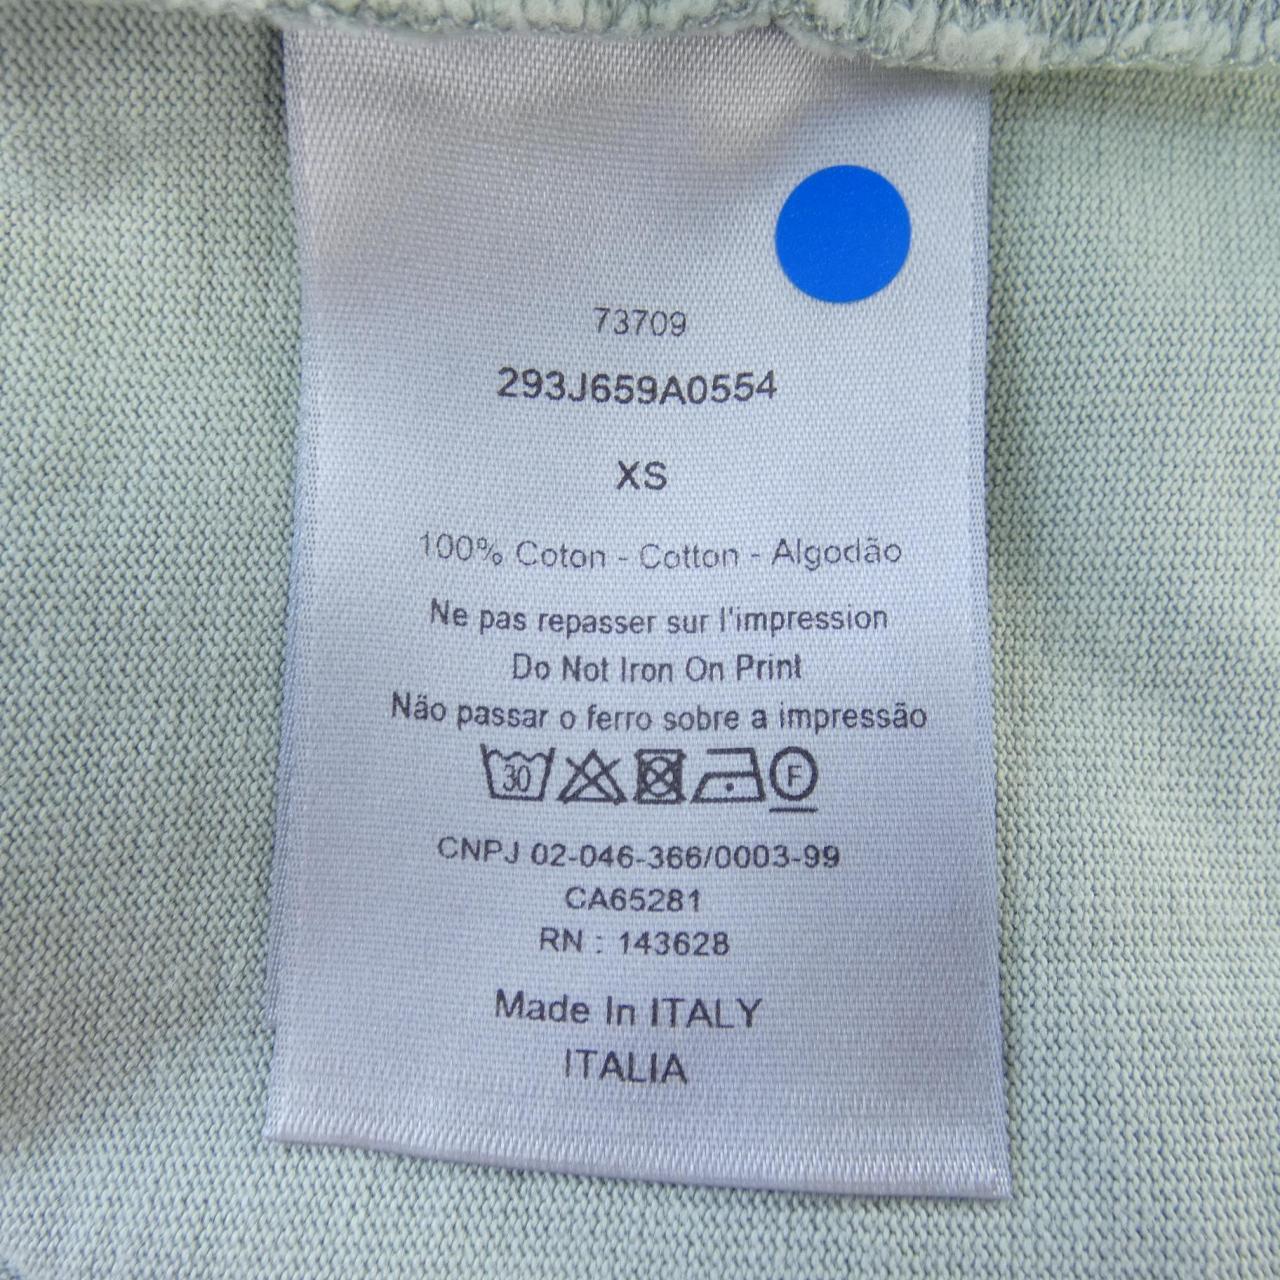 73709
293J659A0554
XS
100% Coton - Cotton - Algodão
Ne pas repasser sur l'impression
Do Not Iron On Print
Não passar o ferro sobre a impressão
30 F
CNPJ 02-046-366/0003-99
CA65281
RN : 143628
Made In ITALY
ITALIA